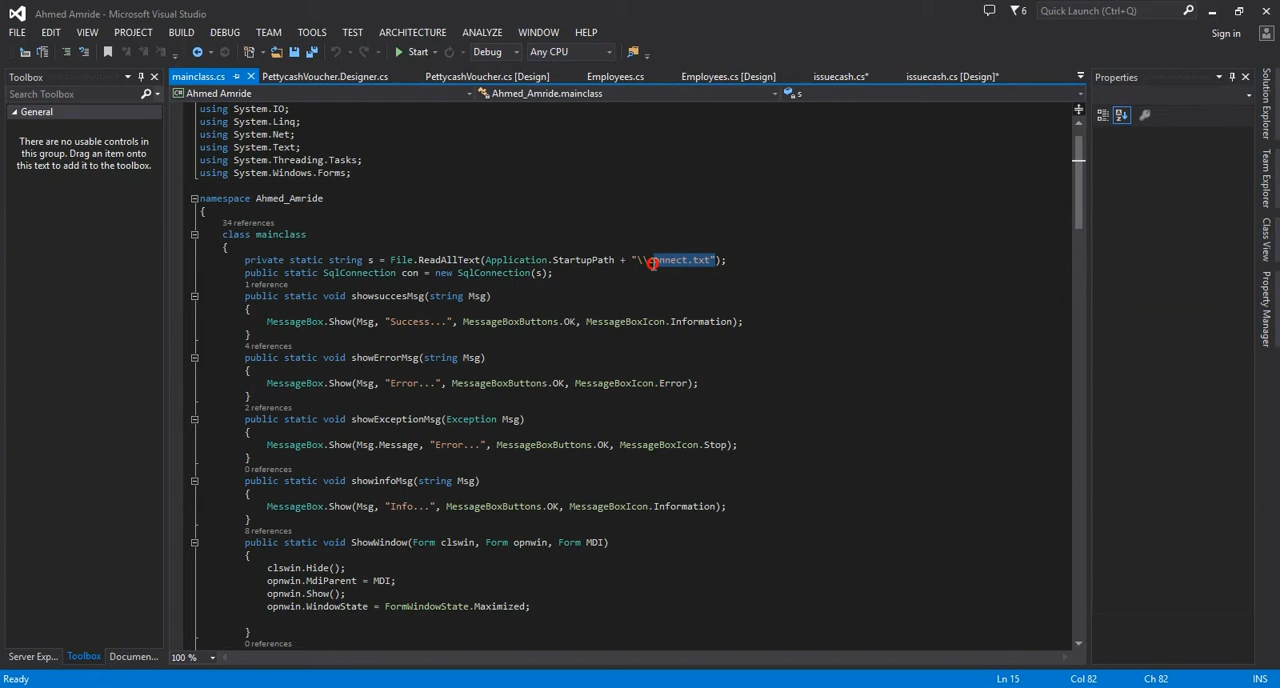 Ahmed Amride - Microsoft Visual Studio
6
Quick Launch (Ctrl+Q)
FILE EDIT VIEW PROJECT BUILD DEBUG TEAM TOOLS TEST ARCHITECTURE ANALYZE WINDOW HELP
Sign in
Start Debug Any CPU
Toolbox
mainclass.cs PettycashVoucher.Designer.cs PettycashVoucher.cs [Design] Employees.cs Employees.cs [Design] issuecash.cs* issuecash.cs [Design]*
Properties
Search Toolbox
Ahmed Amride Ahmed_Amride.mainclass s
General
There are no usable controls in
this group. Drag an item onto
this text to add it to the toolbox.
using System.IO;
using System.Linq;
using System.Net;
using System.Text;
using System.Threading.Tasks;
using System.Windows.Forms;
namespace Ahmed_Amride
{
34 references
class mainclass
{
private static string s = File.ReadAllText(Application.StartupPath + "\\connect.txt");
public static SqlConnection con = new SqlConnection(s);
1 reference
public static void showsuccesMsg(string Msg)
{
MessageBox.Show(Msg, "Success...", MessageBoxButtons.OK, MessageBoxIcon.Information);
}
4 references
public static void showErrorMsg(string Msg)
{
MessageBox.Show(Msg, "Error...", MessageBoxButtons.OK, MessageBoxIcon.Error);
}
2 references
public static void showExceptionMsg(Exception Msg)
{
MessageBox.Show(Msg.Message, "Error...", MessageBoxButtons.OK, MessageBoxIcon.Stop);
}
0 references
public static void showinfoMsg(string Msg)
{
MessageBox.Show(Msg, "Info...", MessageBoxButtons.OK, MessageBoxIcon.Information);
}
8 references
public static void ShowWindow(Form clswin, Form opnwin, Form MDI)
{
clswin.Hide();
opnwin.MdiParent = MDI;
opnwin.Show();
opnwin.WindowState = FormWindowState.Maximized;
}
0 references
100 %
Solution Explorer
Team Explorer
Class View
Property Manager
Server Exp... Toolbox Documen...
Ready
Ln 15 Col 82 Ch 82 INS